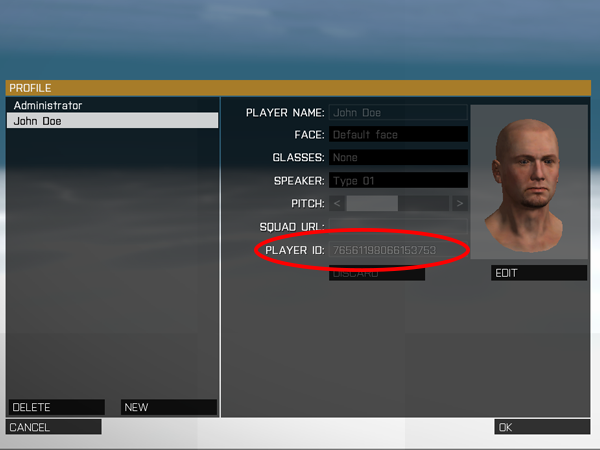 PROFILE
Administrator
John Doe
PLAYER NAME: John Doe
FACE: Default face
GLASSES: None
SPEAKER: Type 01
PITCH: < >
SQUAD URL:
PLAYER ID: 76561198066153753
DISCARD
EDIT
DELETE NEW
CANCEL OK